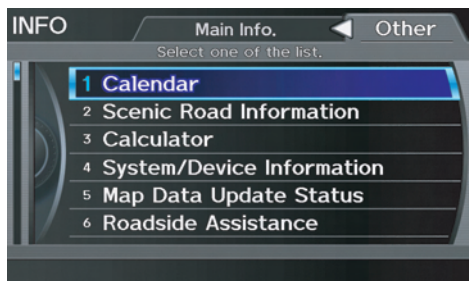 INFO
Main Info.
Other
Select one of the list.
1 Calendar
2 Scenic Road Information
3 Calculator
4 System/Device Information
5 Map Data Update Status
6 Roadside Assistance